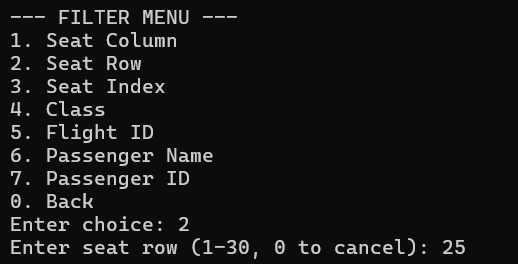 --- FILTER MENU ---
1. Seat Column
2. Seat Row
3. Seat Index
4. Class
5. Flight ID
6. Passenger Name
7. Passenger ID
0. Back
Enter choice: 2
Enter seat row (1-30, 0 to cancel): 25